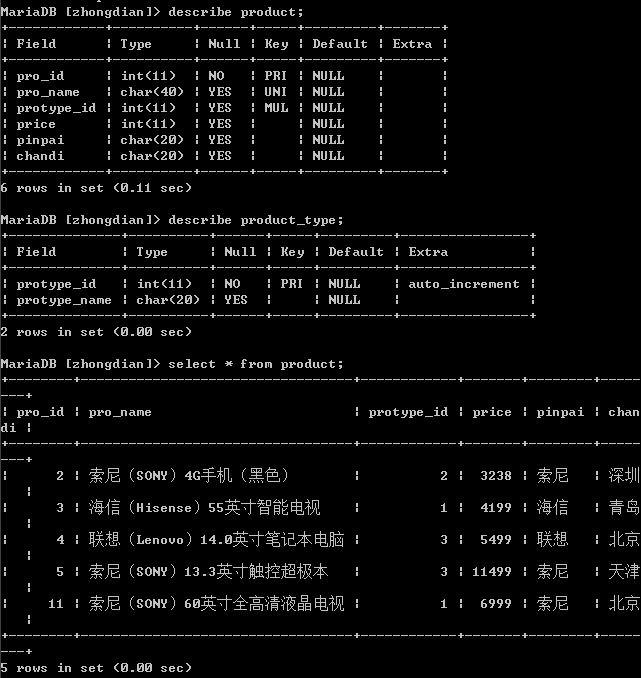 MariaDB [zhongdian]> describe product;
+-------------+----------+------+-----+---------+-------+
¦ Field       ¦ Type     ¦ Null ¦ Key ¦ Default ¦ Extra ¦
+-------------+----------+------+-----+---------+-------+
¦ pro_id      ¦ int(11)  ¦ NO   ¦ PRI ¦ NULL    ¦       ¦
¦ pro_name    ¦ char(40) ¦ YES  ¦ UNI ¦ NULL    ¦       ¦
¦ protype_id  ¦ int(11)  ¦ YES  ¦ MUL ¦ NULL    ¦       ¦
¦ price       ¦ int(11)  ¦ YES  ¦     ¦ NULL    ¦       ¦
¦ pinpai      ¦ char(20) ¦ YES  ¦     ¦ NULL    ¦       ¦
¦ chandi      ¦ char(20) ¦ YES  ¦     ¦ NULL    ¦       ¦
+-------------+----------+------+-----+---------+-------+
6 rows in set (0.11 sec)
MariaDB [zhongdian]> describe product_type;
+--------------+----------+------+-----+---------+----------------+
¦ Field        ¦ Type     ¦ Null ¦ Key ¦ Default ¦ Extra          ¦
+--------------+----------+------+-----+---------+----------------+
¦ protype_id   ¦ int(11)  ¦ NO   ¦ PRI ¦ NULL    ¦ auto_increment ¦
¦ protype_name ¦ char(20) ¦ YES  ¦     ¦ NULL    ¦                ¦
+--------------+----------+------+-----+---------+----------------+
2 rows in set (0.00 sec)
MariaDB [zhongdian]> select * from product;
+--------+----------------------------------+------------+-------+--------+-----
---+
¦ pro_id ¦ pro_name                         ¦ protype_id ¦ price ¦ pinpai ¦ chan
di ¦
+--------+----------------------------------+------------+-------+--------+-----
---+
¦      2 ¦ 索尼（SONY）4G手机（黑色）        ¦          2 ¦  3238 ¦ 索尼   ¦ 深圳
   ¦
¦      3 ¦ 海信（Hisense）55英寸智能电视     ¦          1 ¦  4199 ¦ 海信   ¦ 青岛
   ¦
¦      4 ¦ 联想（Lenovo）14.0英寸笔记本电脑  ¦          3 ¦  5499 ¦ 联想   ¦ 北京
   ¦
¦      5 ¦ 索尼（SONY）13.3英寸触控超极本    ¦          3 ¦ 11499 ¦ 索尼   ¦ 天津
   ¦
¦     11 ¦ 索尼（SONY）60英寸全高清液晶电视  ¦          1 ¦  6999 ¦ 索尼   ¦ 北京
   ¦
+--------+----------------------------------+------------+-------+--------+-----
---+
5 rows in set (0.00 sec)